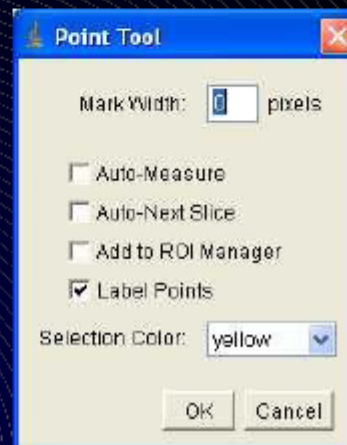 Point Tool
Mark Width: 0 pixels
Auto-Measure
Auto-Next Slice
Add to ROI Manager
Label Points
Selection Color: yellow
OK Cancel